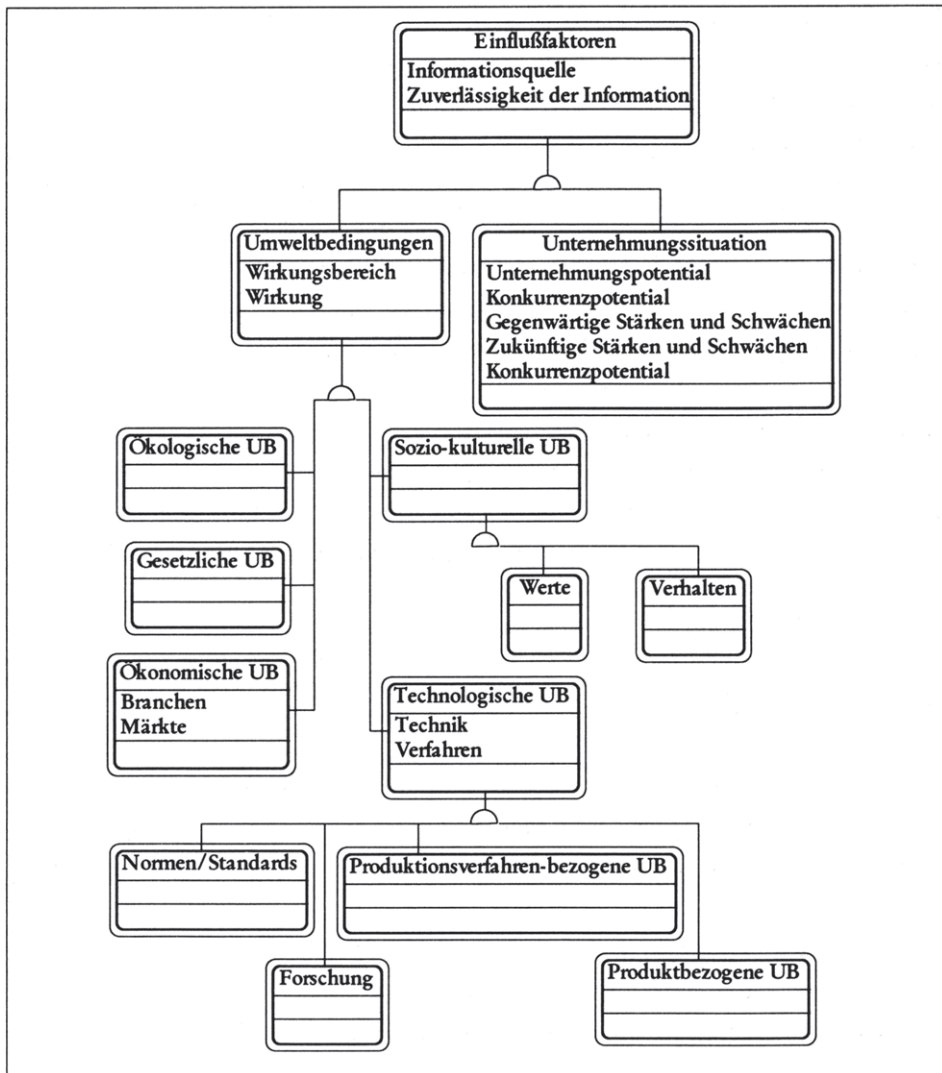 Einflußfaktoren
Informationsquelle
Zuverlässigkeit der Information
Umweltbedingungen
Wirkungsbereich
Wirkung
Unternehmungssituation
Unternehmungspotential
Konkurrenzpotential
Gegenwärtige Stärken und Schwächen
Zukünftige Stärken und Schwächen
Konkurrenzpotential
Ökologische UB
Sozio-kulturelle UB
Gesetzliche UB
Werte
Verhalten
Ökonomische UB
Branchen
Märkte
Technologische UB
Technik
Verfahren
Normen/Standards
Produktionsverfahren-bezogene UB
Forschung
Produktbezogene UB